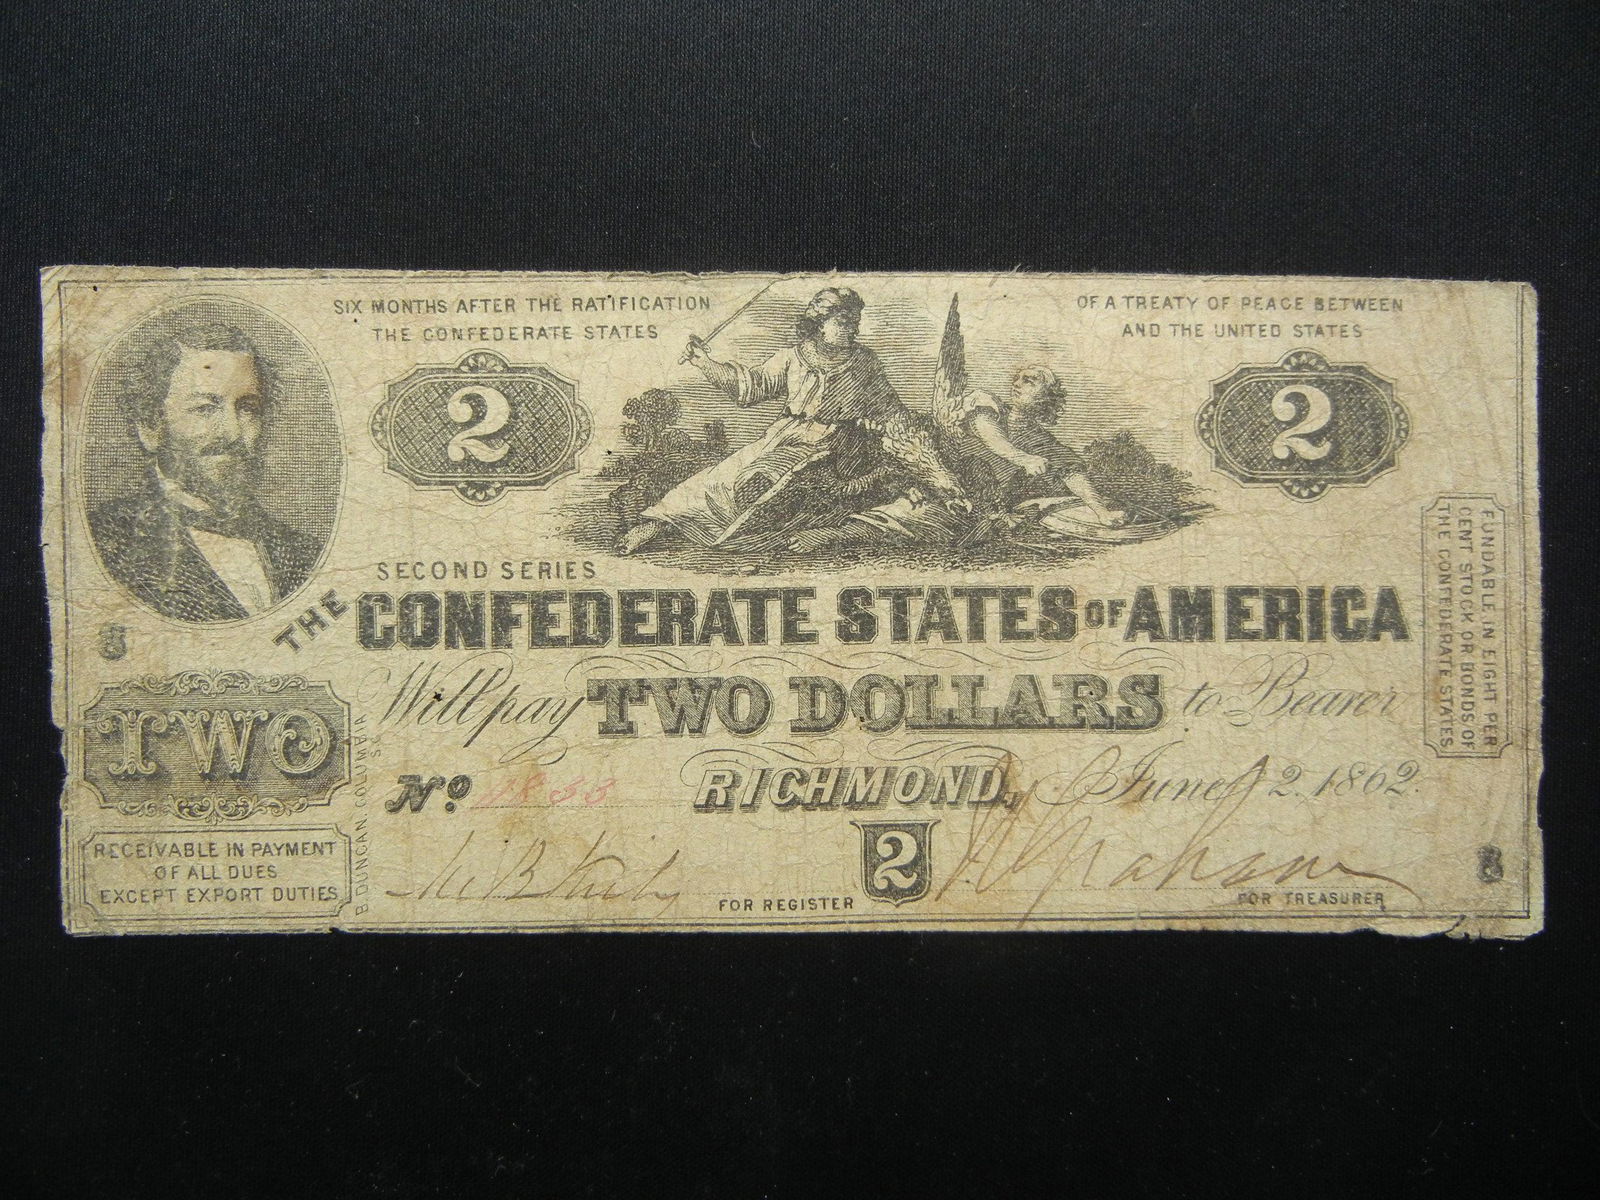 SIX MONTHS AFTER THE RATIFICATION
THE CONFEDERATE STATES
OF A TREATY OF PEACE BETWEEN
AND THE UNITED STATES
2
2
SECOND SERIES
THE CONFEDERATE STATES OF AMERICA
Will pay TWO DOLLARS to Bearer
FUNDABLE IN EIGHT PER
CENT STOCK OR BONDS OF
THE CONFEDERATE STATES
TWO
B DUNCAN COLUMBIA
S.C.
No
RICHMOND, June 2. 1862.
RECEIVABLE IN PAYMENT
OF ALL DUES
EXCEPT EXPORT DUTIES
FOR REGISTER
2
Graham
FOR TREASURER